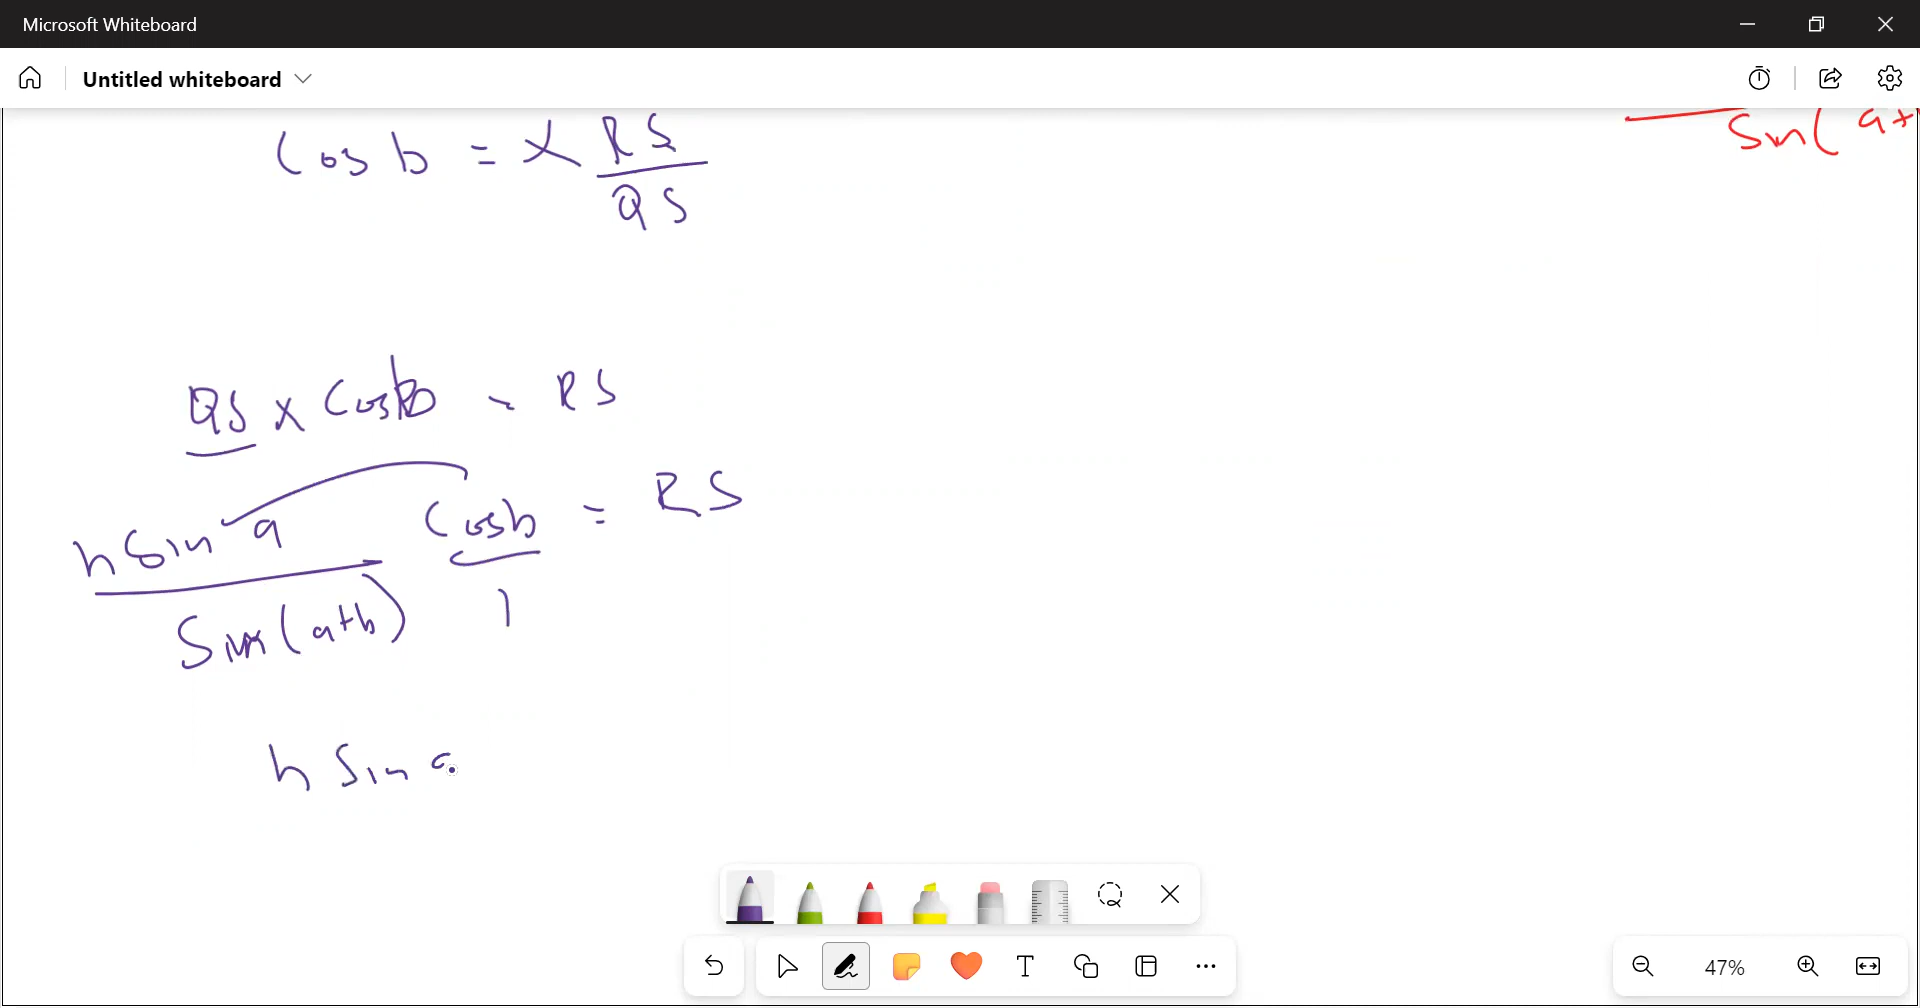 Microsoft Whiteboard
Untitled whiteboard
Sin( a+
Cos b = RS
QS
QS x Cosb = RS
h Sin a Cosb = RS
Sin(a+b) 1
h Sin a
47%